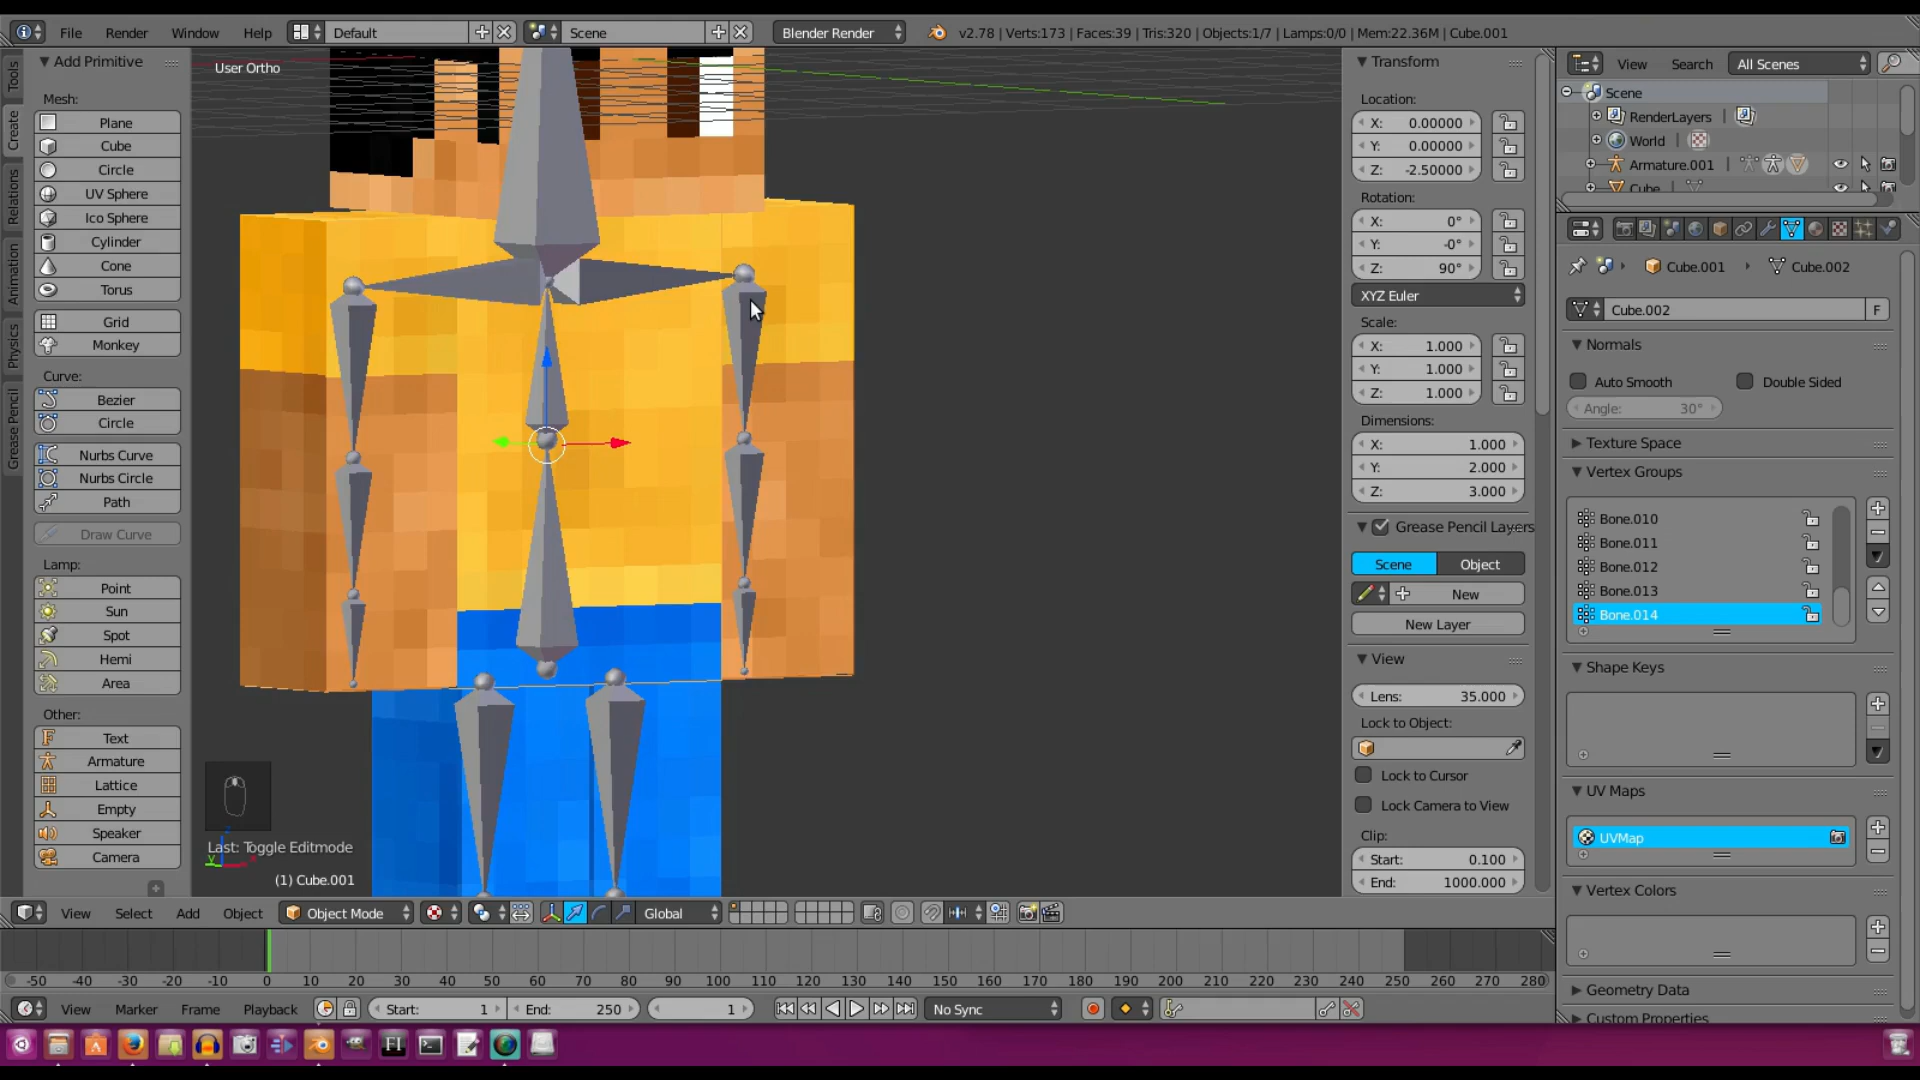 File Render Window Help Default Scene Blender Render v2.78 | Verts:173 | Faces:39 | Tris:320 | Objects:1/7 | Lamps:0/0 | Mem:22.36M | Cube.001
Tools
Create
Relations
Animation
Physics
Grease Pencil
Add Primitive
Mesh:
Plane
Cube
Circle
UV Sphere
Ico Sphere
Cylinder
Cone
Torus
Grid
Monkey
Curve:
Bezier
Circle
Nurbs Curve
Nurbs Circle
Path
Draw Curve
Lamp:
Point
Sun
Spot
Hemi
Area
Other:
Text
Armature
Lattice
Empty
Speaker
Camera
User Ortho
Last: Toggle Editmode
(1) Cube.001
Transform
Location:
X: 0.00000
Y: 0.00000
Z: -2.50000
Rotation:
X: 0°
Y: -0°
Z: 90°
XYZ Euler
Scale:
X: 1.000
Y: 1.000
Z: 1.000
Dimensions:
X: 1.000
Y: 2.000
Z: 3.000
Grease Pencil Layers
Scene Object
New
New Layer
View
Lens: 35.000
Lock to Object:
Lock to Cursor
Lock Camera to View
Clip:
Start: 0.100
End: 1000.000
View Search All Scenes
Scene
RenderLayers
World
Armature.001
Cube
Cube.001 Cube.002
Cube.002 F
Normals
Auto Smooth Double Sided
Angle: 30°
Texture Space
Vertex Groups
Bone.010
Bone.011
Bone.012
Bone.013
Bone.014
Shape Keys
UV Maps
UVMap
Vertex Colors
Geometry Data
Custom Properties
View Select Add Object Object Mode Global
-50 -40 -30 -20 -10 0 10 20 30 40 50 60 70 80 90 100 110 120 130 140 150 160 170 180 190 200 210 220 230 240 250 260 270 280
View Marker Frame Playback Start: 1 End: 250 1 No Sync